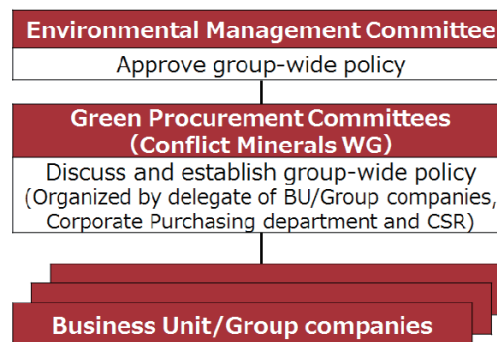 Environmental Management Committee
Approve group-wide policy
Green Procurement Committees
(Conflict Minerals WG)
Discuss and establish group-wide policy
(Organized by delegate of BU/Group companies,
Corporate Purchasing department and CSR)
Business Unit/Group companies